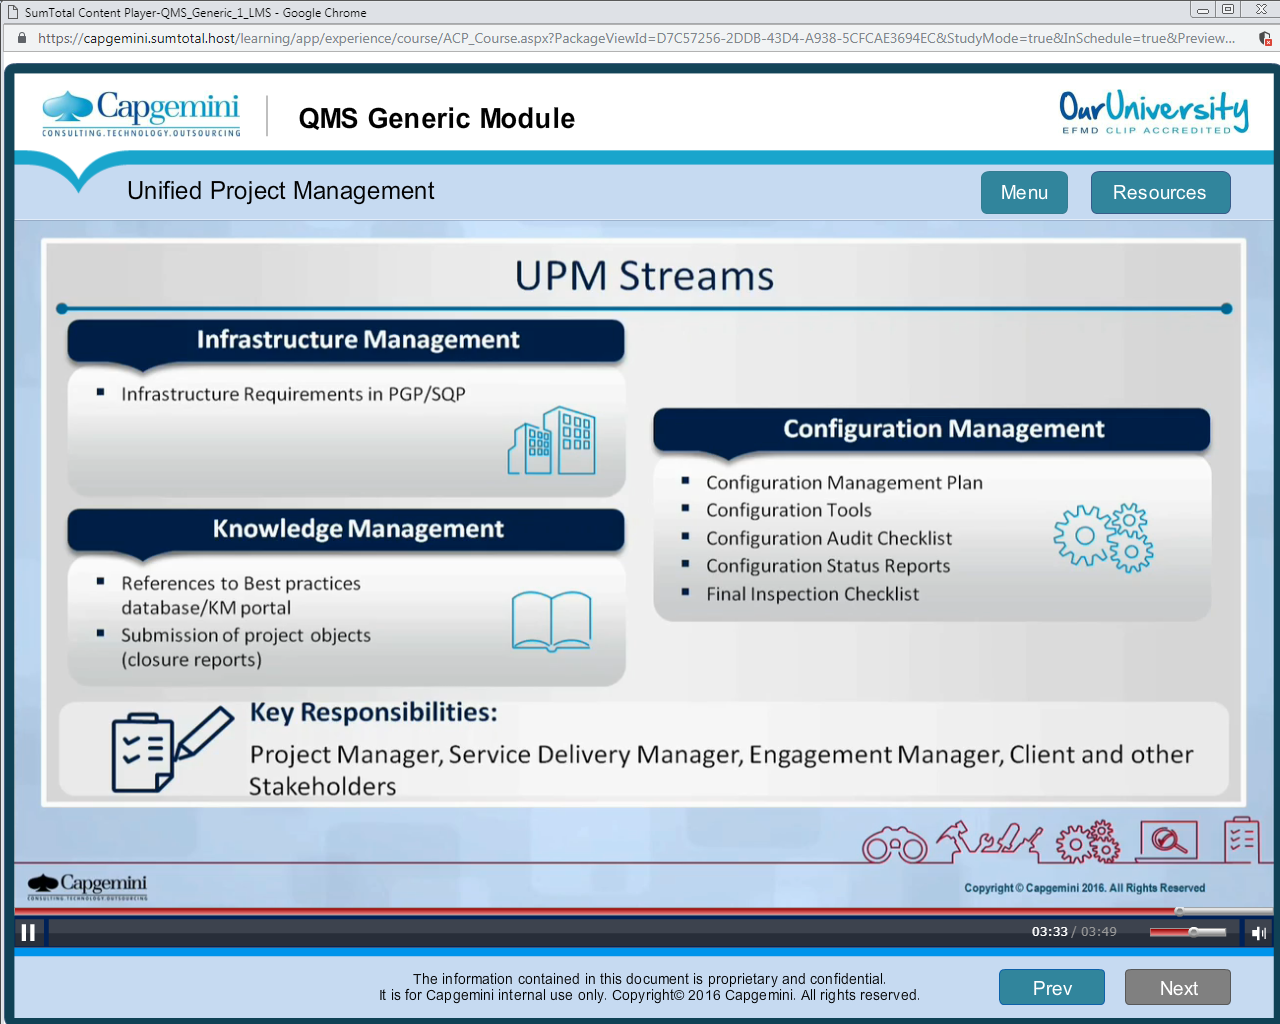 SumTotal Content Player-QMS_Generic_1_LMS - Google Chrome
https://capgemini.sumtotal.host/learning/app/experience/course/ACP_Course.aspx?PackageViewId=D7C57256-2DDB-43D4-A938-5CFCAE3694EC&StudyMode=true&InSchedule=true&Preview...
Capgemini
CONSULTING.TECHNOLOGY.OUTSOURCING
QMS Generic Module
OurUniversity
EFMD CLIP ACCREDITED
Unified Project Management
Menu
Resources
UPM Streams
Infrastructure Management
▪ Infrastructure Requirements in PGP/SQP
Knowledge Management
▪ References to Best practices
database/KM portal
▪ Submission of project objects
(closure reports)
Configuration Management
▪ Configuration Management Plan
▪ Configuration Tools
▪ Configuration Audit Checklist
▪ Configuration Status Reports
▪ Final Inspection Checklist
Key Responsibilities:
Project Manager, Service Delivery Manager, Engagement Manager, Client and other
Stakeholders
Capgemini
CONSULTING.TECHNOLOGY.OUTSOURCING
Copyright © Capgemini 2016. All Rights Reserved
03:33 / 03:49
The information contained in this document is proprietary and confidential.
It is for Capgemini internal use only. Copyright© 2016 Capgemini. All rights reserved.
Prev
Next